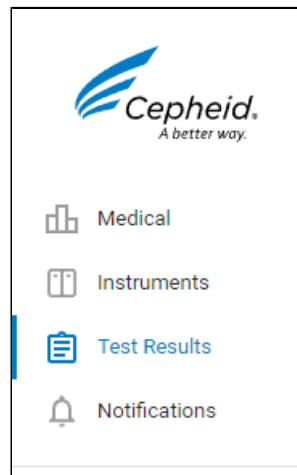 Cepheid.
A better way.
Medical
Instruments
Test Results
Notifications